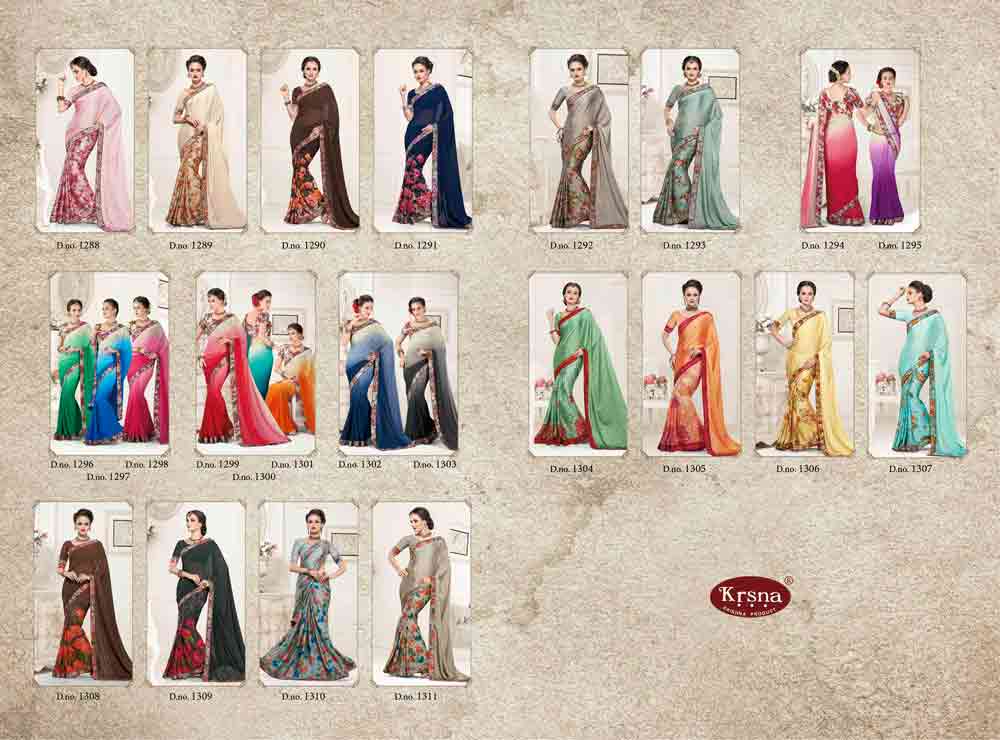 D.no. 1288
D.no. 1289
D.no. 1290
D.no. 1291
D.no. 1292
D.no. 1293
D.no. 1294
D.no. 1295
D.no. 1296
D.no. 1298
D.no. 1297
D.no. 1299
D.no. 1301
D.no. 1300
D.no. 1302
D.no. 1303
D.no. 1304
D.no. 1305
D.no. 1306
D.no. 1307
D.no. 1308
D.no. 1309
D.no. 1310
D.no. 1311
Krsna ®
KRISHNA PRODUCT